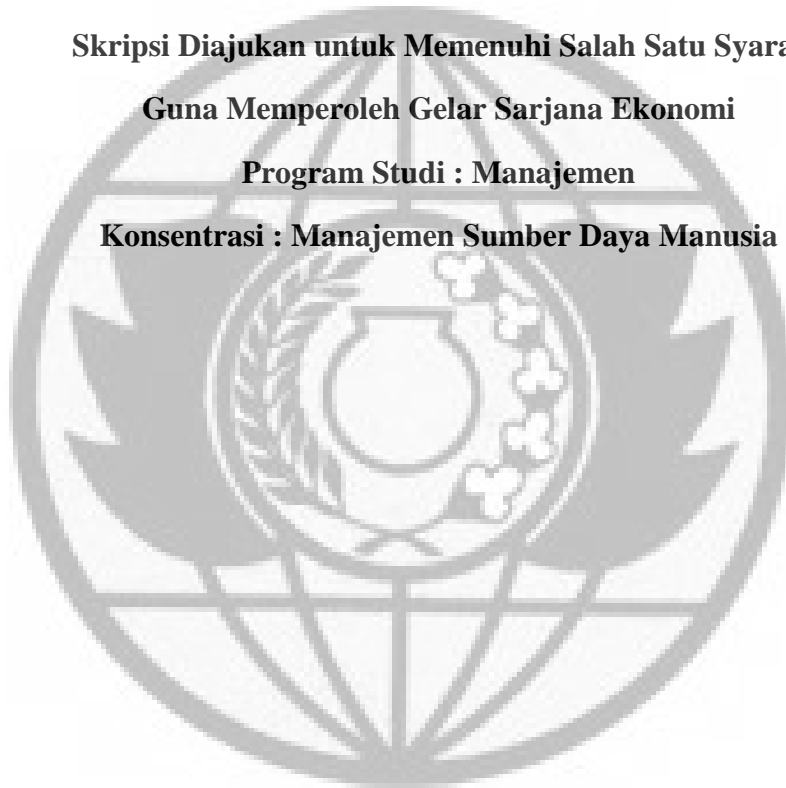 Skripsi Diajukan untuk Memenuhi Salah Satu Syara
Guna Memperoleh Gelar Sarjana Ekonomi
Program Studi : Manajemen
Konsentrasi : Manajemen Sumber Daya Manusia